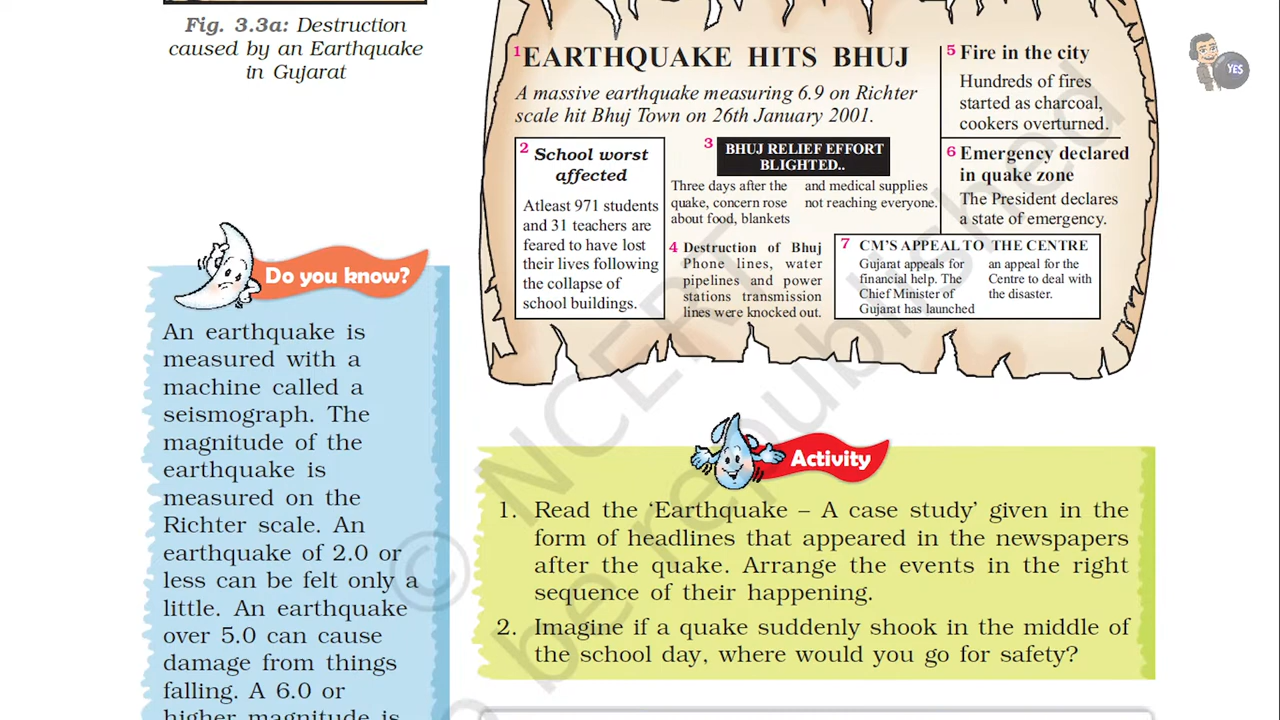 Fig. 3.3a: Destruction
caused by an Earthquake
in Gujarat
1 EARTHQUAKE HITS BHUJ
A massive earthquake measuring 6.9 on Richter
scale hit Bhuj Town on 26th January 2001.
2 School worst
affected
Atleast 971 students
and 31 teachers are
feared to have lost
their lives following
the collapse of
school buildings.
3 BHUJ RELIEF EFFORT
BLIGHTED..
Three days after the
quake, concern rose
about food, blankets
and medical supplies
not reaching everyone.
4 Destruction of Bhuj
Phone lines, water
pipelines and power
stations transmission
lines were knocked out.
5 Fire in the city
Hundreds of fires
started as charcoal,
cookers overturned.
6 Emergency declared
in quake zone
The President declares
a state of emergency.
7 CM'S APPEAL TO THE CENTRE
Gujarat appeals for
financial help. The
Chief Minister of
Gujarat has launched
an appeal for the
Centre to deal with
the disaster.
YES
Do you know?
An earthquake is
measured with a
machine called a
seismograph. The
magnitude of the
earthquake is
measured on the
Richter scale. An
earthquake of 2.0 or
less can be felt only a
little. An earthquake
over 5.0 can cause
damage from things
falling. A 6.0 or
higher magnitude is
Activity
1. Read the ‘Earthquake – A case study’ given in the
form of headlines that appeared in the newspapers
after the quake. Arrange the events in the right
sequence of their happening.
2. Imagine if a quake suddenly shook in the middle of
the school day, where would you go for safety?
© NCERT
be republished